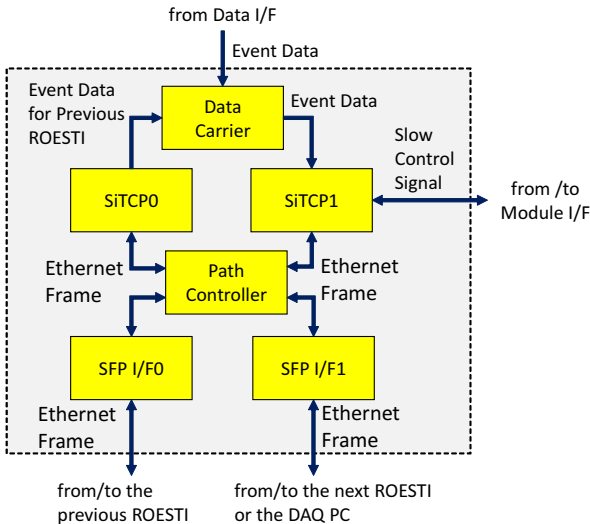 from Data I/F
Event Data
Event Data
for Previous
ROESTI
Data
Carrier
Event Data
Slow
Control
Signal
SiTCP0
SiTCP1
from /to
Module I/F
Ethernet
Frame
Path
Controller
Ethernet
Frame
SFP I/F0
SFP I/F1
Ethernet
Frame
Ethernet
Frame
from/to the
previous ROESTI
from/to the next ROESTI
or the DAQ PC